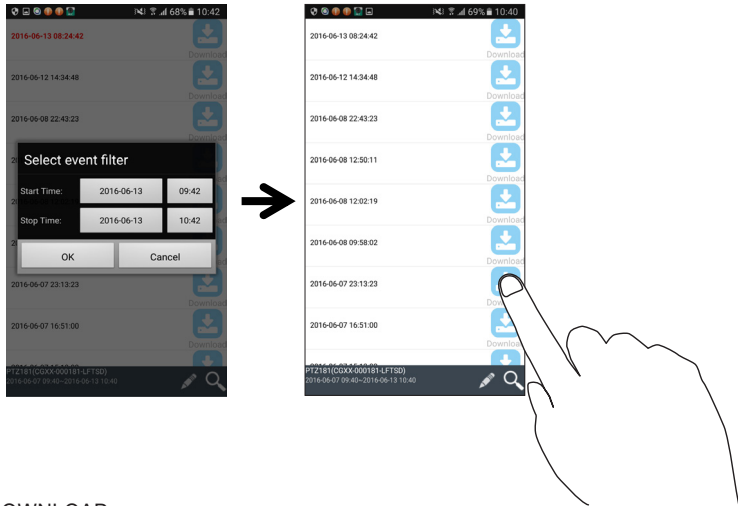 68% 10:42
2016-06-13 08:24:42
Download
2016-06-12 14:34:48
Download
2016-06-08 22:43:23
Download
Select event filter
Start Time: 2016-06-13 09:42
Stop Time: 2016-06-13 10:42
OK Cancel
2016-06-07 23:13:23
Download
2016-06-07 16:51:00
Download
PTZ181(CGXX-000181-LFTSD)
2016-06-07 09:40~2016-06-13 10:40
69% 10:40
2016-06-13 08:24:42
Download
2016-06-12 14:34:48
Download
2016-06-08 22:43:23
Download
2016-06-08 12:50:11
Download
2016-06-08 12:02:19
Download
2016-06-08 09:58:02
Download
2016-06-07 23:13:23
2016-06-07 16:51:00
Download
PTZ181(CGXX-000181-LFTSD)
2016-06-07 09:40~2016-06-13 10:40